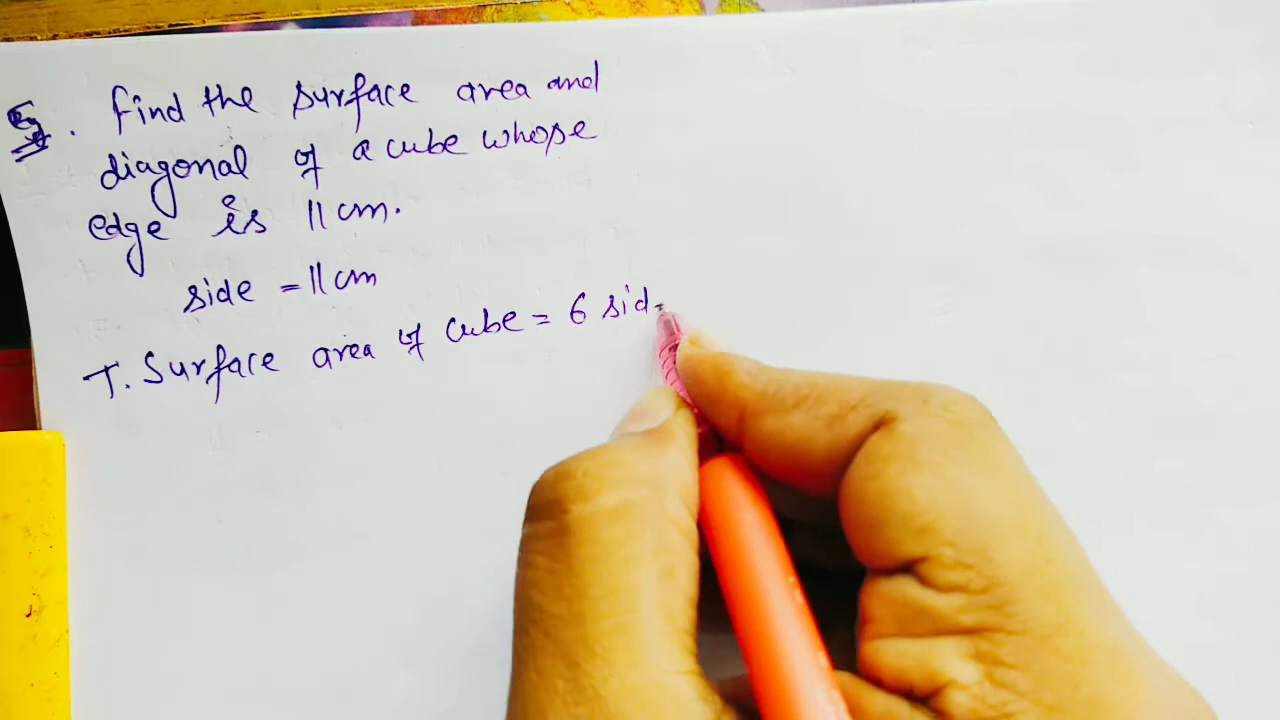 Eg. find the surface area and
diagonal of a cube whose
edge is 11 cm.
side = 11 cm
T. Surface area of cube = 6 sid